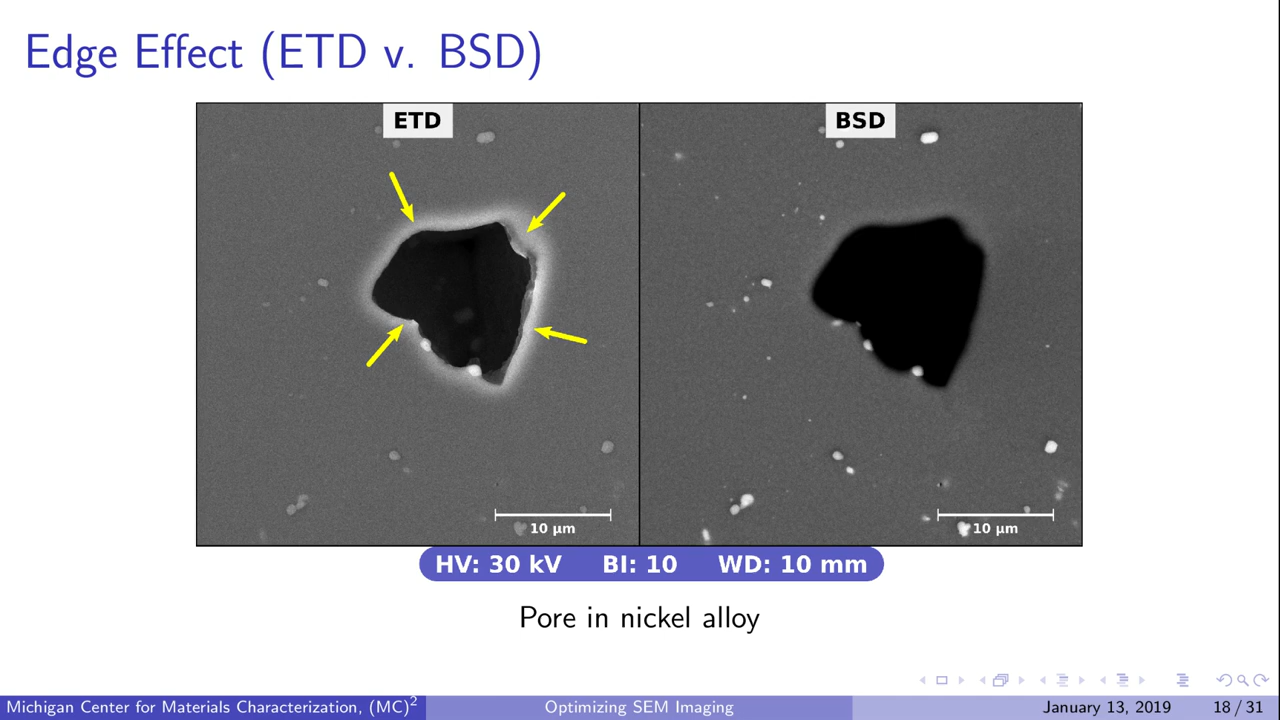 Edge Effect (ETD v. BSD)
ETD
BSD
10 µm
10 µm
HV: 30 kV BI: 10 WD: 10 mm
Pore in nickel alloy
Michigan Center for Materials Characterization, (MC)²
Optimizing SEM Imaging
January 13, 2019
18 / 31